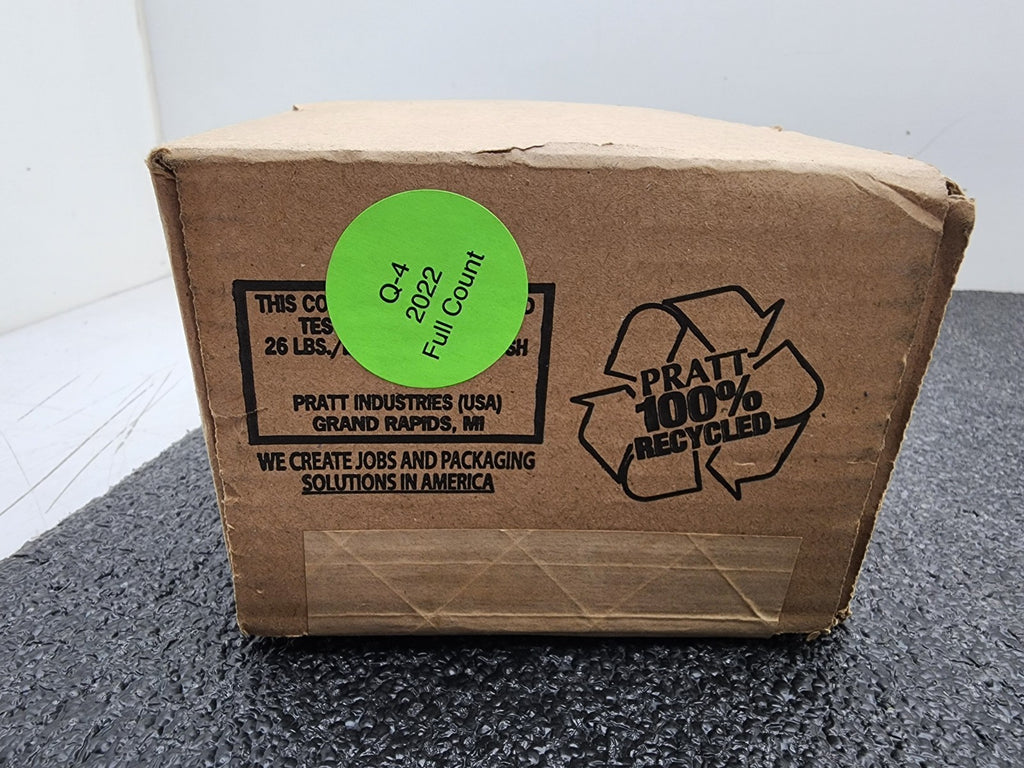 Q-4
2022
Full Count
THIS CO
TES
26 LBS./
SH
PRATT INDUSTRIES (USA)
GRAND RAPIDS, MI
WE CREATE JOBS AND PACKAGING
SOLUTIONS IN AMERICA
PRATT
100%
RECYCLED